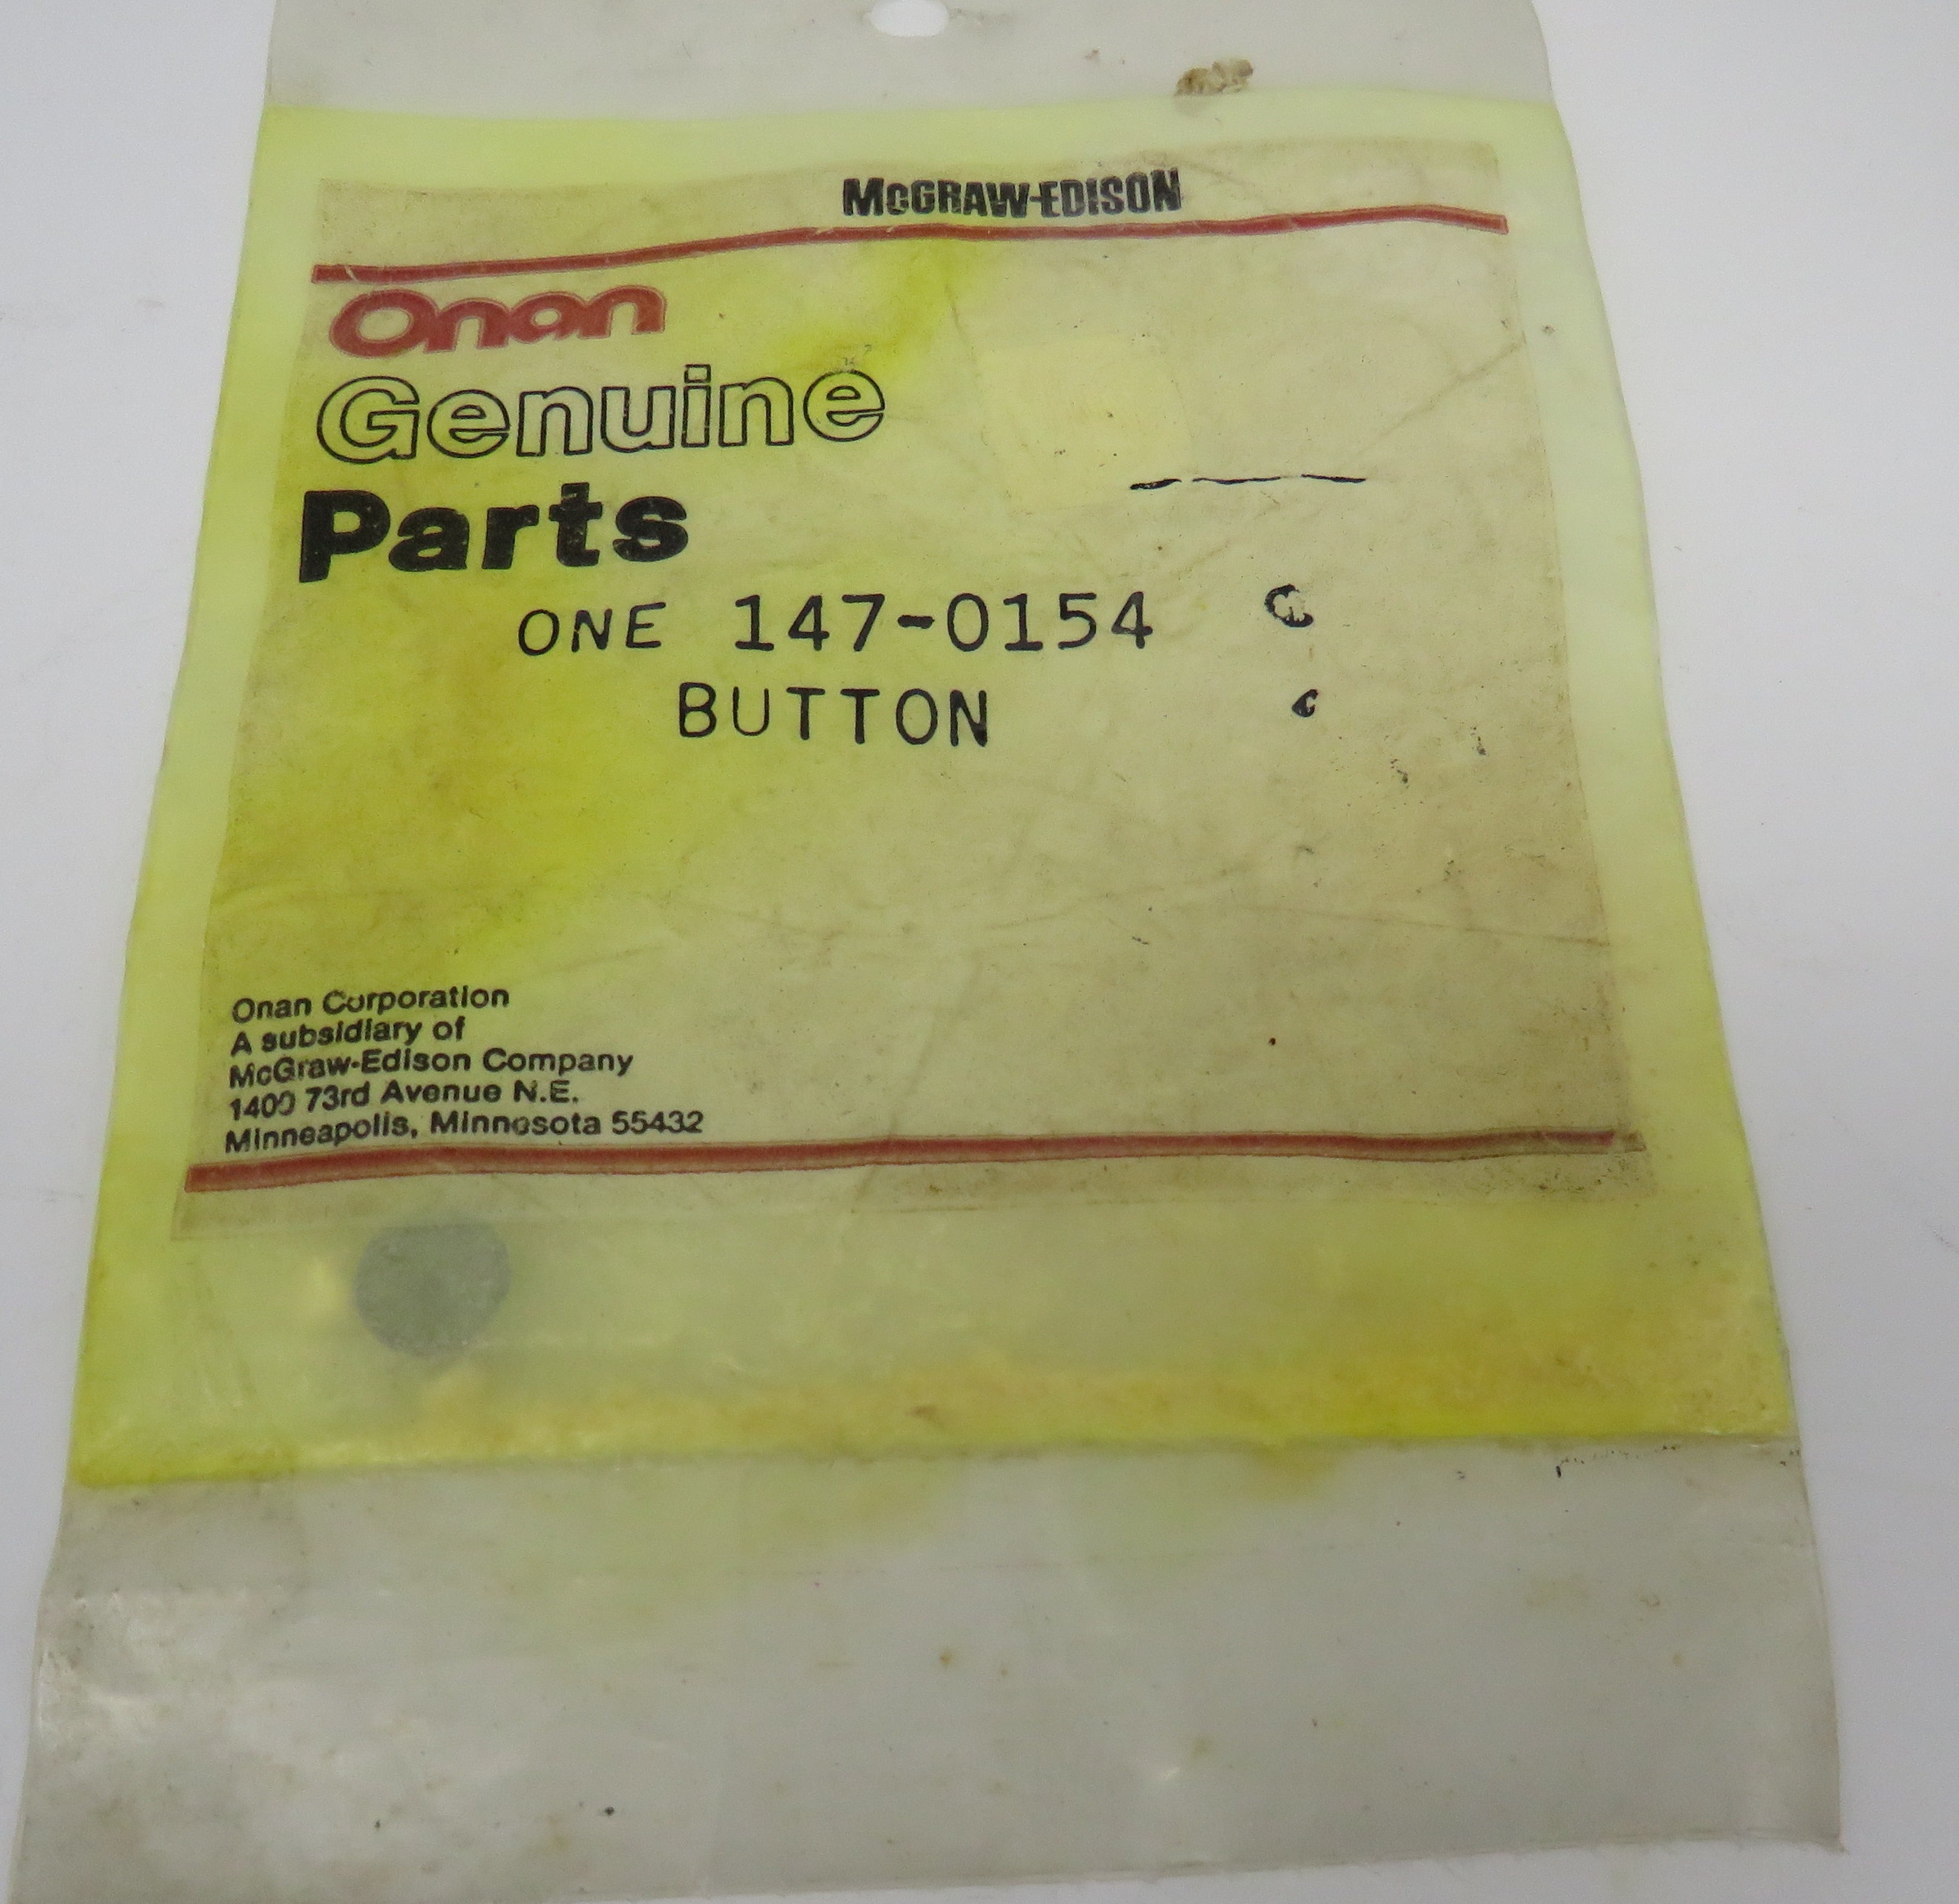 McGRAW-EDISON
Onan
Genuine
Parts
ONE 147-0154
BUTTON
Onan Corporation
A subsidiary of
McGraw-Edison Company
1400 73rd Avenue N.E.
Minneapolis, Minnesota 55432